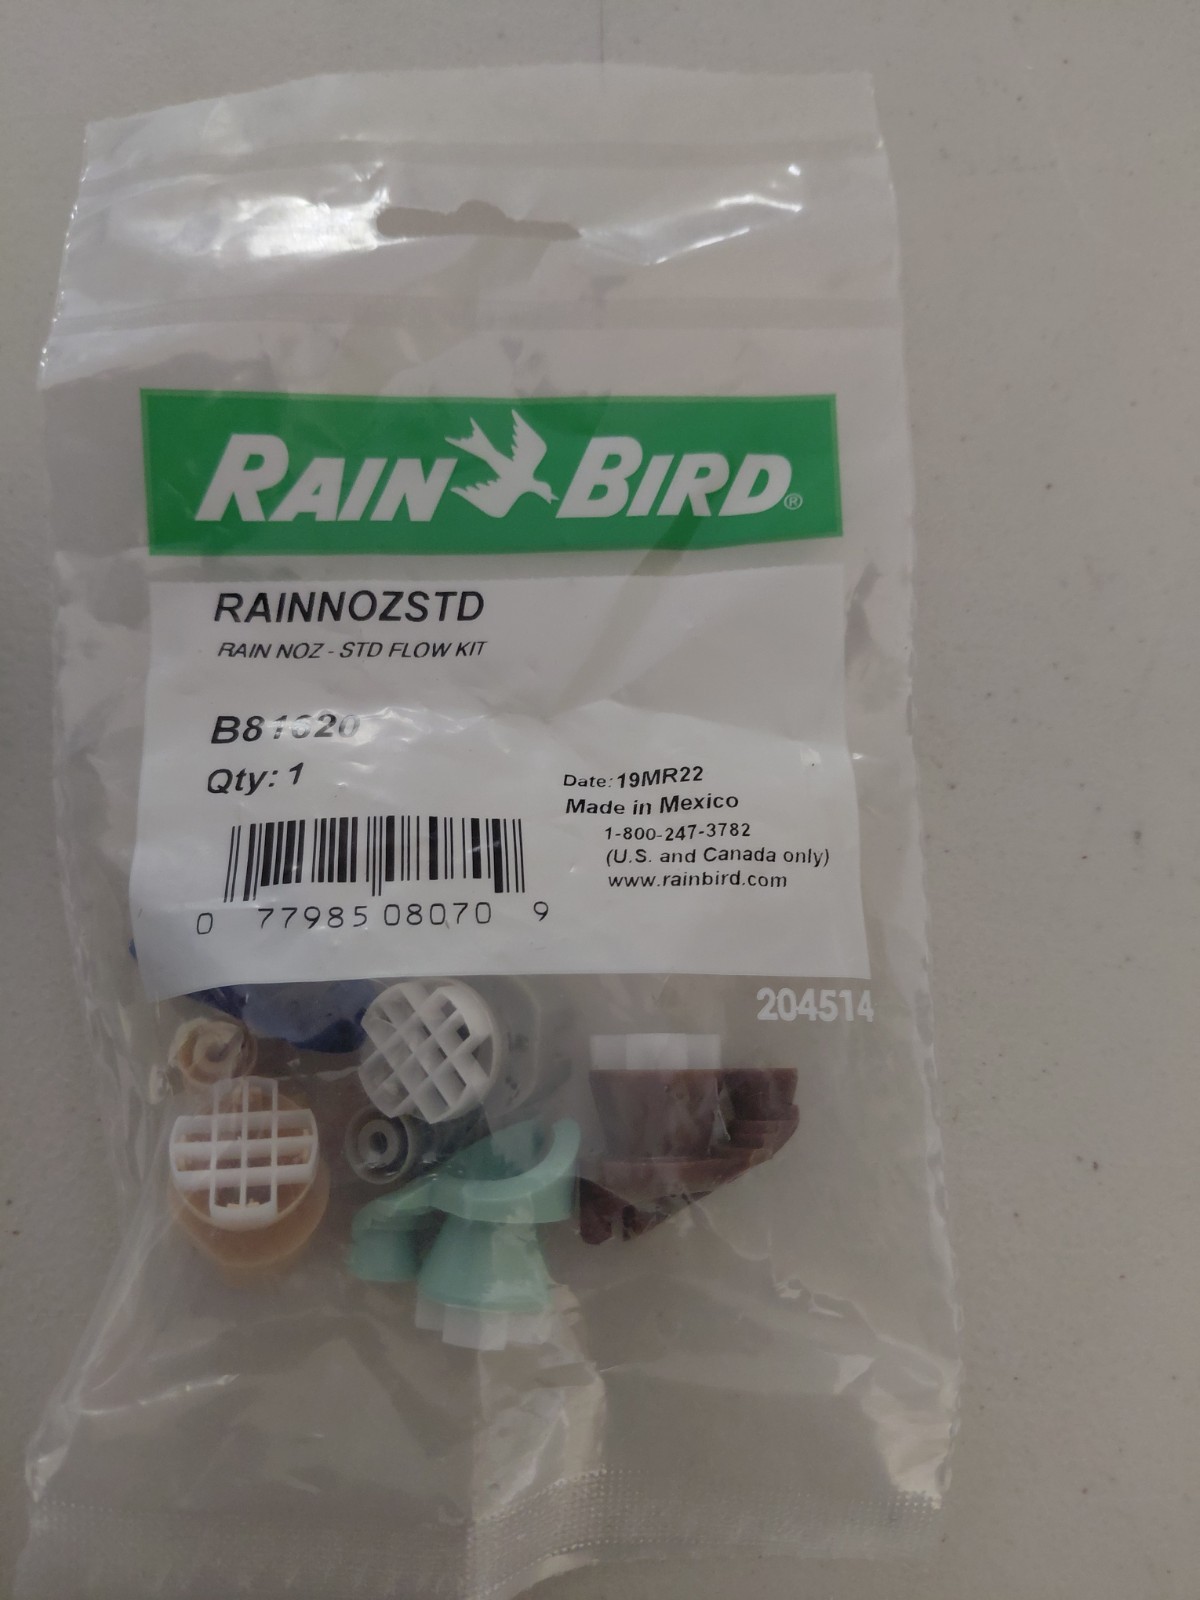 RAIN BIRD®
RAINNOZSTD
RAIN NOZ - STD FLOW KIT
B81620
Qty: 1
Date: 19MR22
Made in Mexico
1-800-247-3782
(U.S. and Canada only)
www.rainbird.com
0 77985 08070 9
204514